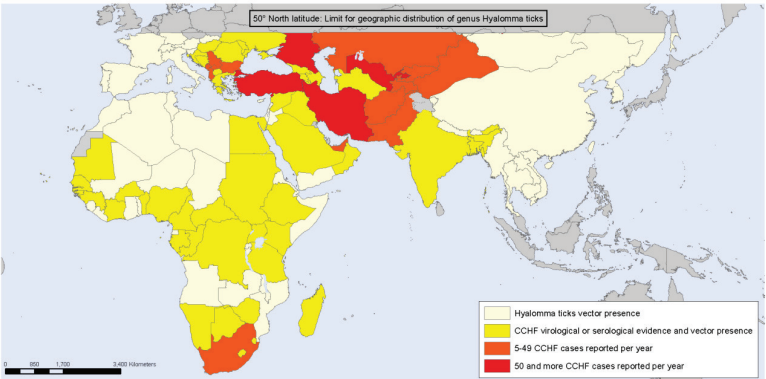 50° North latitude: Limit for geographic distribution of genus Hyalomma ticks
Hyalomma ticks vector presence
CCHF virological or serological evidence and vector presence
5-49 CCHF cases reported per year
50 and more CCHF cases reported per year
0 850 1,700 3,400 Kilometers